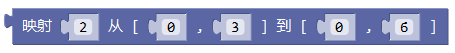 映射 2 从 [ 0 , 3 ] 到 [ 0 , 6 ]